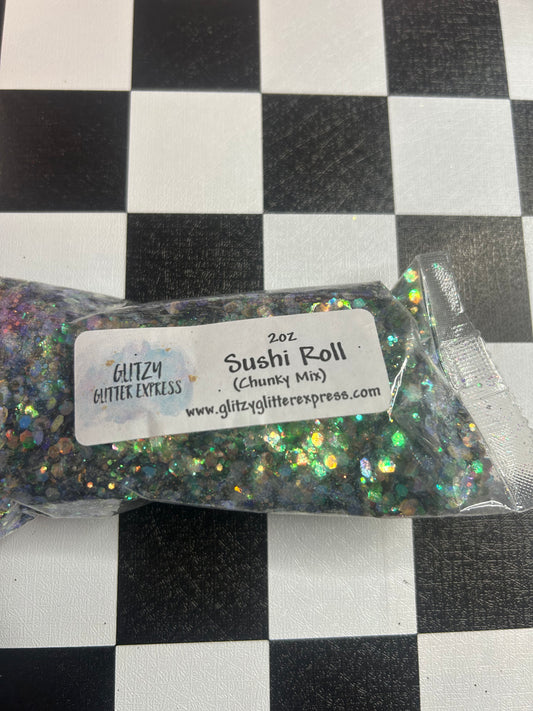 GLITZY
GLITTER EXPRESS
2oz
Sushi Roll
(Chunky Mix)
www.glitzyglitterexpress.com